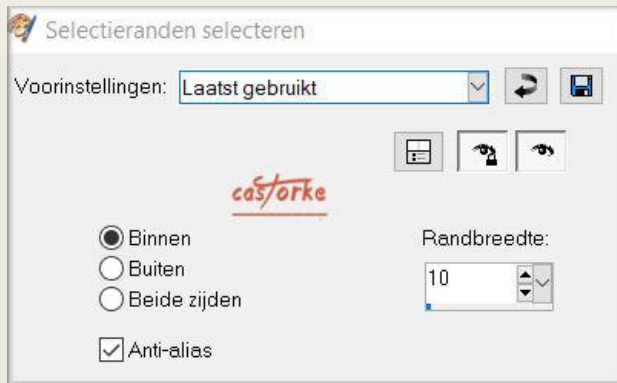 Selectieranden selecteren
Voorinstellingen: Laatst gebruikt
castorke
Binnen
Randbreedte:
Buiten
10
Beide zijden
Anti-alias